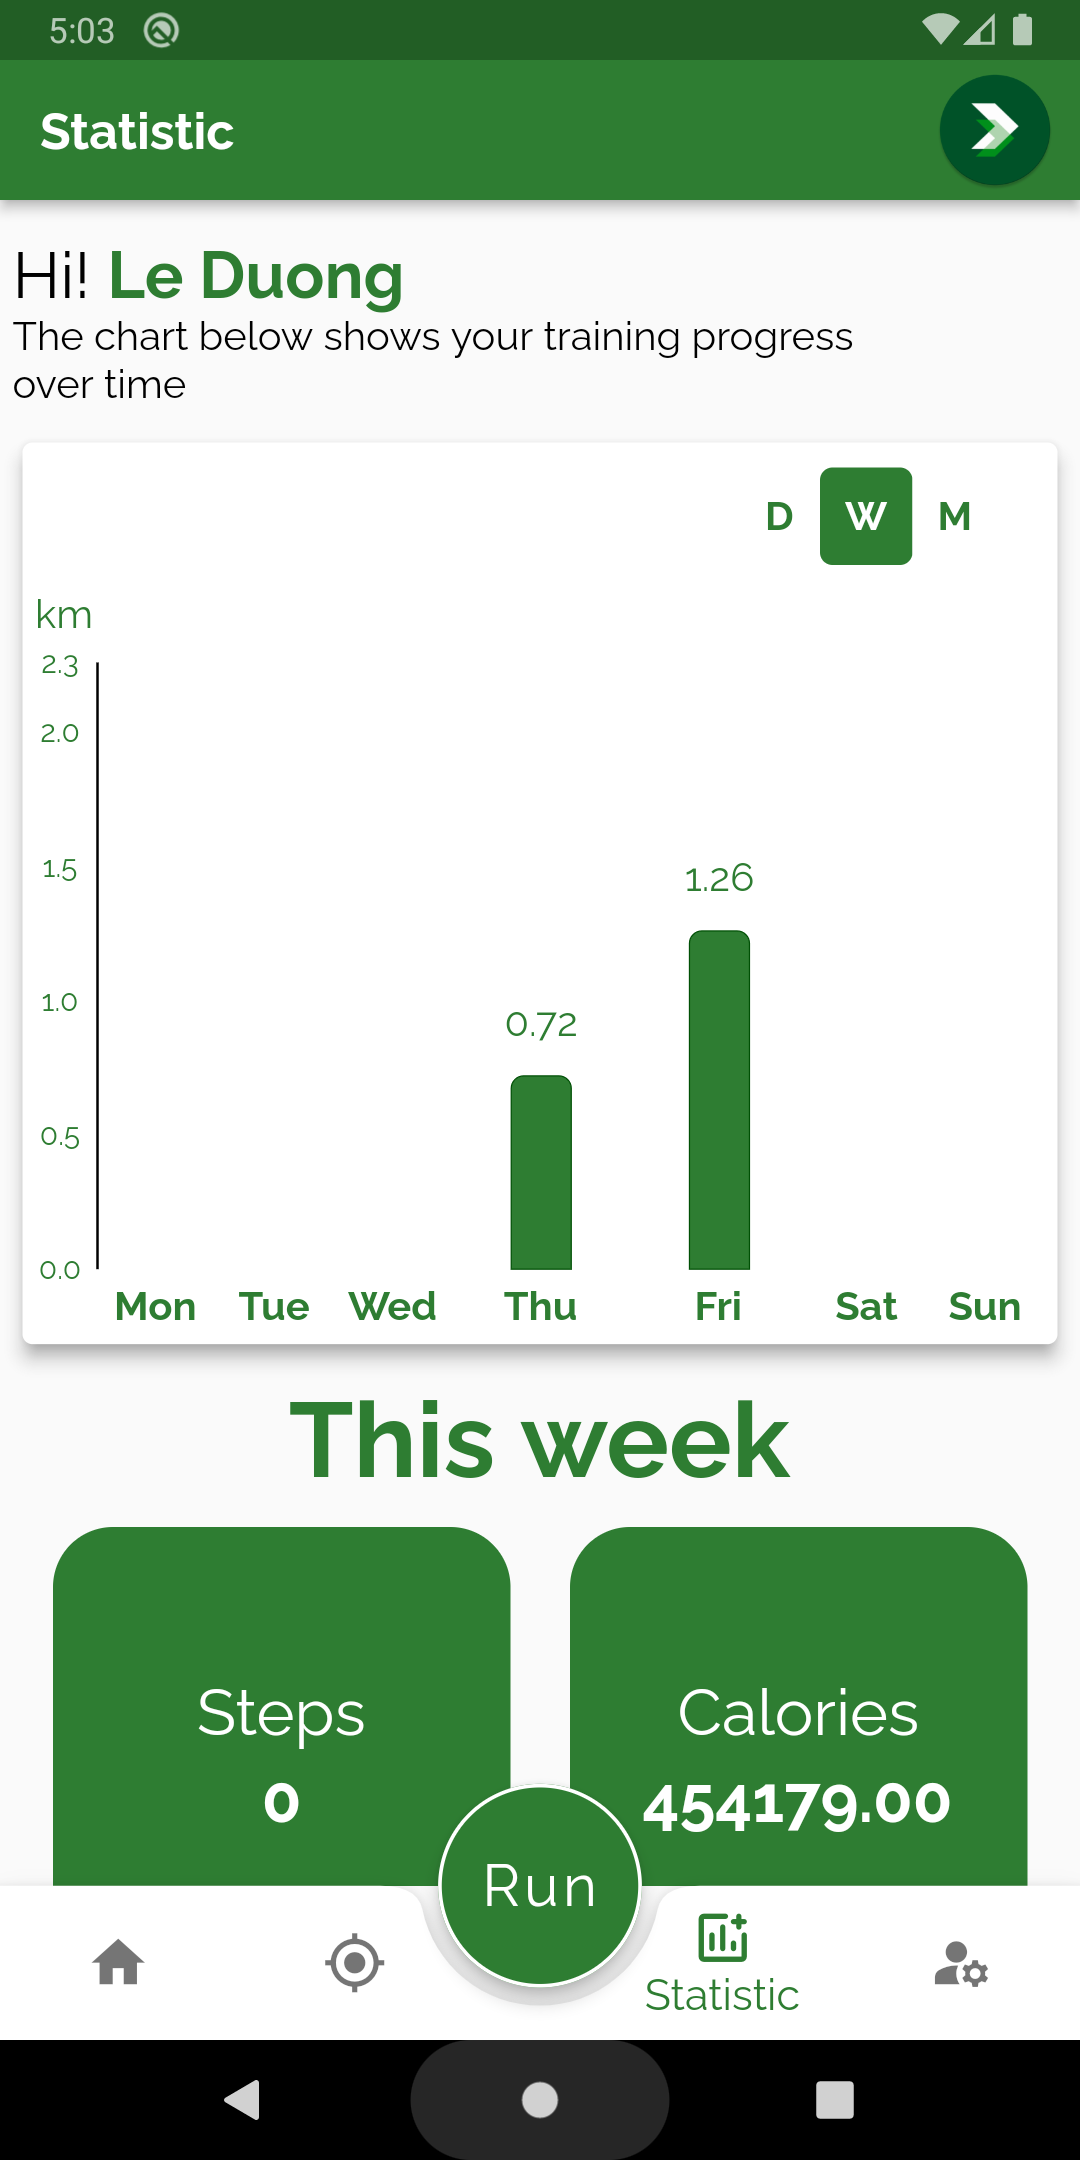 5:03
Statistic
Hi! Le Duong
The chart below shows your training progress
over time
D W M
km
2.3
2.0
1.5
1.26
1.0
0.72
0.5
0.0
Mon Tue Wed Thu Fri Sat Sun
This week
Steps
0
Calories
454179.00
Run
Statistic